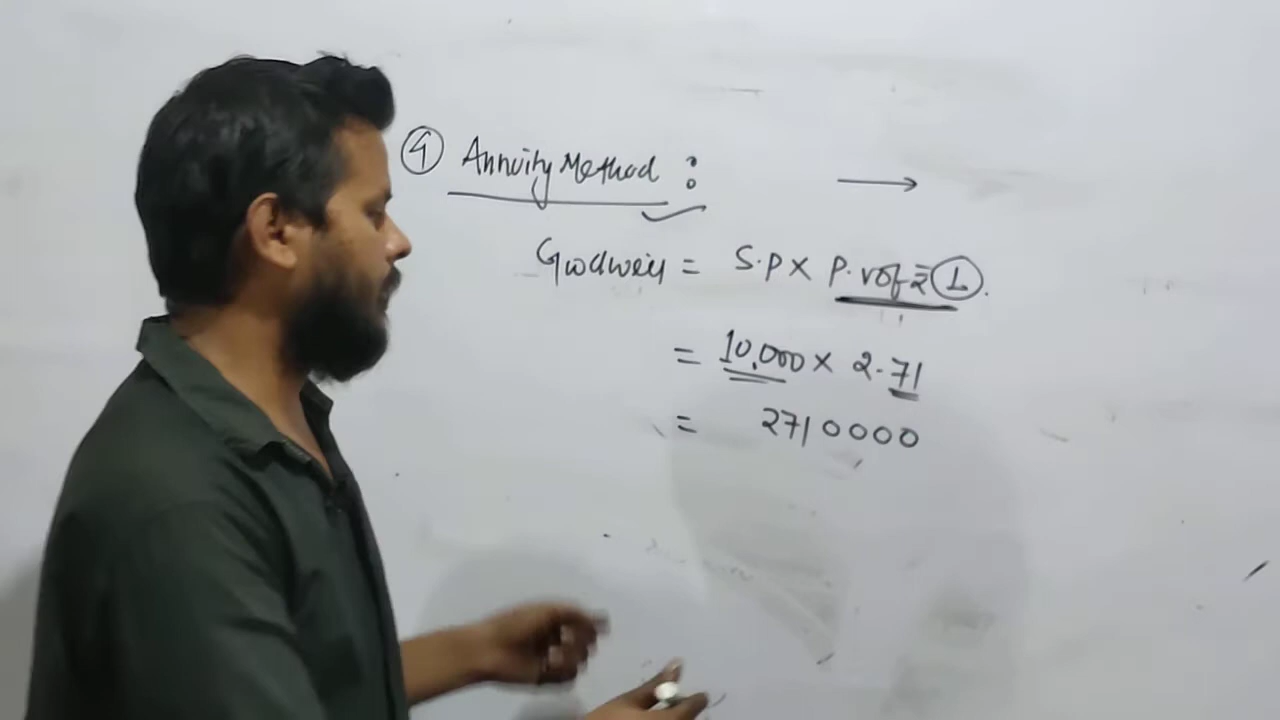 ④ Annuity Method :
→
Goodwill = S.P × P.V of ₹ ①.
= 10,000 × 2.71
= 2710000